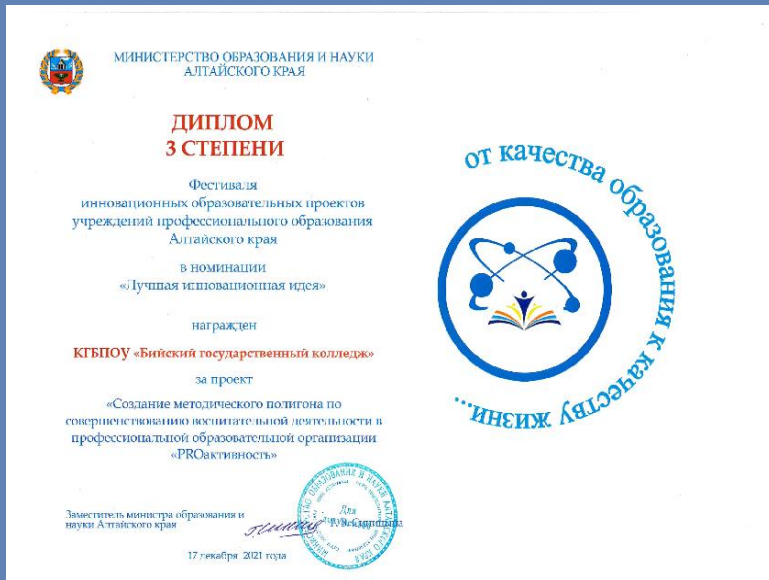 МИНИСТЕРСТВО ОБРАЗОВАНИЯ И НАУКИ
АЛТАЙСКОГО КРАЯ
ДИПЛОМ
3 СТЕПЕНИ
Фестиваля
инновационных образовательных проектов
учреждений профессионального образования
Алтайского края
в номинации
«Лучшая инновационная идея»
награжден
КГБПОУ «Бийский государственный колледж»
за проект
«Создание методического полигона по
совершенствованию воспитательной деятельности в
профессиональной образовательной организации
«PROактивность»
Заместитель министра образования и
науки Алтайского края
17 декабря 2021 года
от качества образования к качеству жизни...